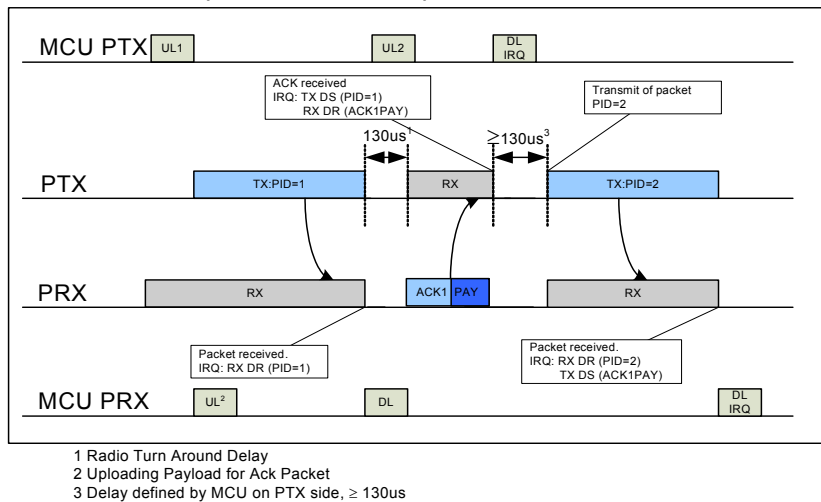 MCU PTX
UL1
UL2
DL
IRQ
ACK received
IRQ: TX DS (PID=1)
RX DR (ACK1PAY)
Transmit of packet
PID=2
130us1
≥130us3
PTX
TX:PID=1
RX
TX:PID=2
PRX
RX
ACK1 PAY
RX
Packet received.
IRQ: RX DR (PID=1)
Packet received.
IRQ: RX DR (PID=2)
TX DS (ACK1PAY)
MCU PRX
UL2
DL
DL
IRQ
1 Radio Turn Around Delay
2 Uploading Payload for Ack Packet
3 Delay defined by MCU on PTX side, ≥ 130us